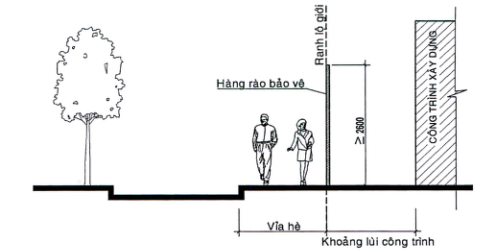 Ranh lộ giới
Hàng rào bảo vệ
≥ 2600
CÔNG TRÌNH XÂY DỰNG
Vỉa hè
Khoảng lùi công trình